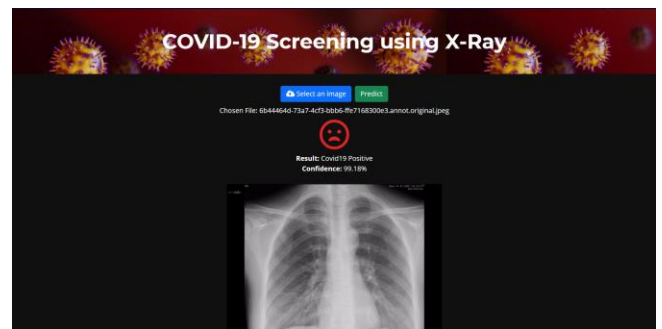 COVID-19 Screening using X-Ray
Select an image Predict
Chosen File: 6b44464d-73a7-4cf3-bbb6-ffe7168300e3.annot.original.jpeg
Result: Covid19 Positive
Confidence: 99.18%